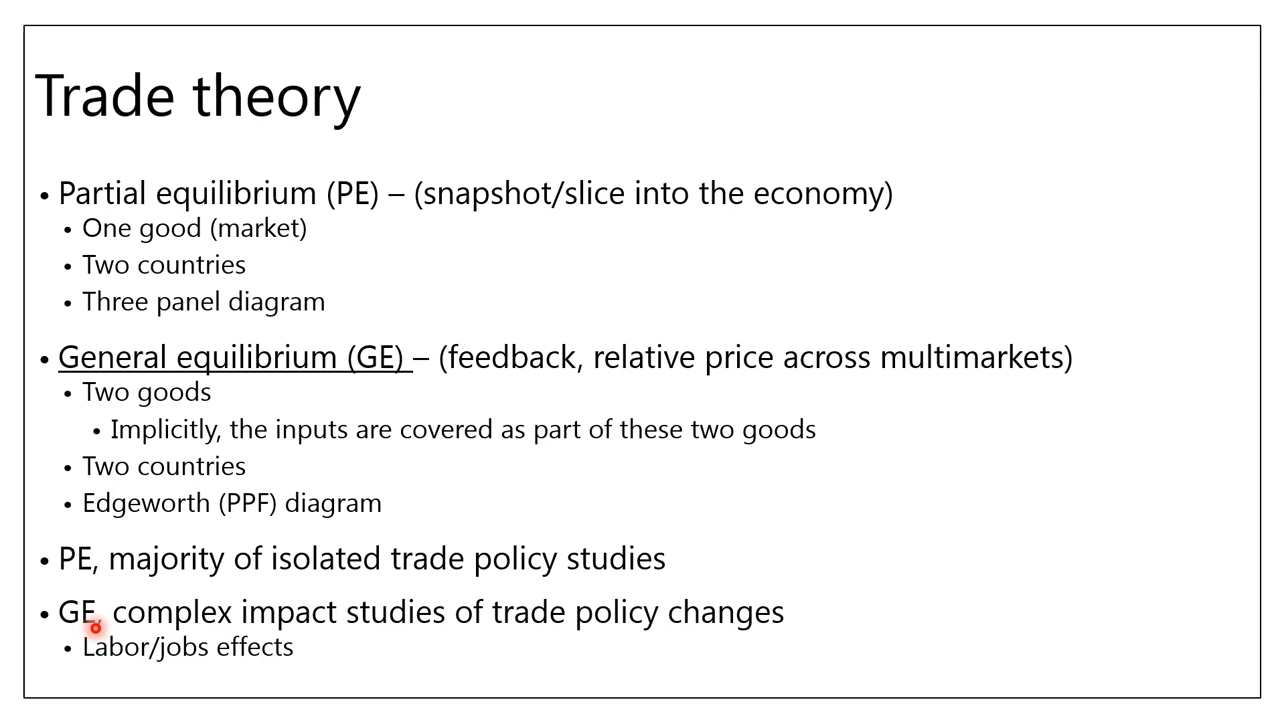 Trade theory
• Partial equilibrium (PE) – (snapshot/slice into the economy)
• One good (market)
• Two countries
• Three panel diagram
• General equilibrium (GE) – (feedback, relative price across multimarkets)
• Two goods
• Implicitly, the inputs are covered as part of these two goods
• Two countries
• Edgeworth (PPF) diagram
• PE, majority of isolated trade policy studies
• GE, complex impact studies of trade policy changes
• Labor/jobs effects